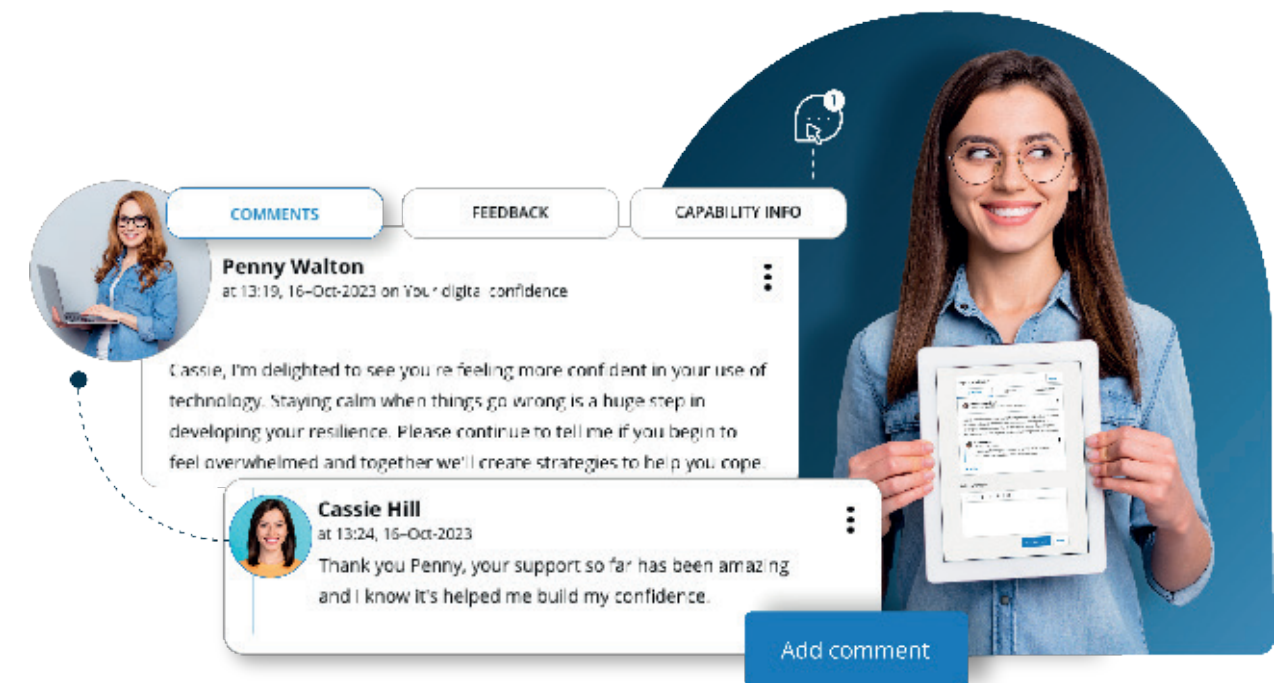 1
COMMENTS
FEEDBACK
CAPABILITY INFO
Penny Walton
at 13:19, 16-Oct-2023 on Your digital confidence
Cassie, I'm delighted to see you're feeling more confident in your use of
technology. Staying calm when things go wrong is a huge step in
developing your resilience. Please continue to tell me if you begin to
feel overwhelmed and together we'll create strategies to help you cope.
Cassie Hill
at 13:24, 16-Oct-2023
Thank you Penny, your support so far has been amazing
and I know it's helped me build my confidence.
Add comment